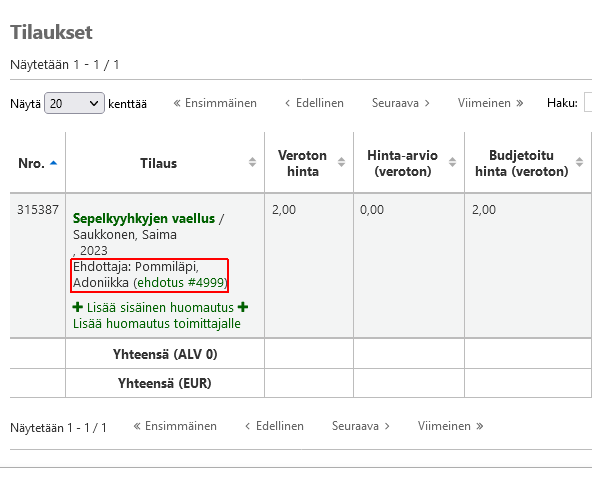 Tilaukset
Näytetään 1 - 1 / 1
Näytä 20 kenttää « Ensimmäinen ‹ Edellinen Seuraava › Viimeinen » Haku:
Nro. Tilaus Veroton hinta Hinta-arvio (veroton) Budjetoitu hinta (veroton)
315387 Sepelkyyhkyjen vaellus / 2,00 0,00 2,00
Saukkonen, Saima
, 2023
Ehdottaja: Pommiläpi,
Adoniikka (ehdotus #4999)
+ Lisää sisäinen huomautus +
Lisää huomautus toimittajalle
Yhteensä (ALV 0)
Yhteensä (EUR)
Näytetään 1 - 1 / 1 « Ensimmäinen ‹ Edellinen Seuraava › Viimeinen »